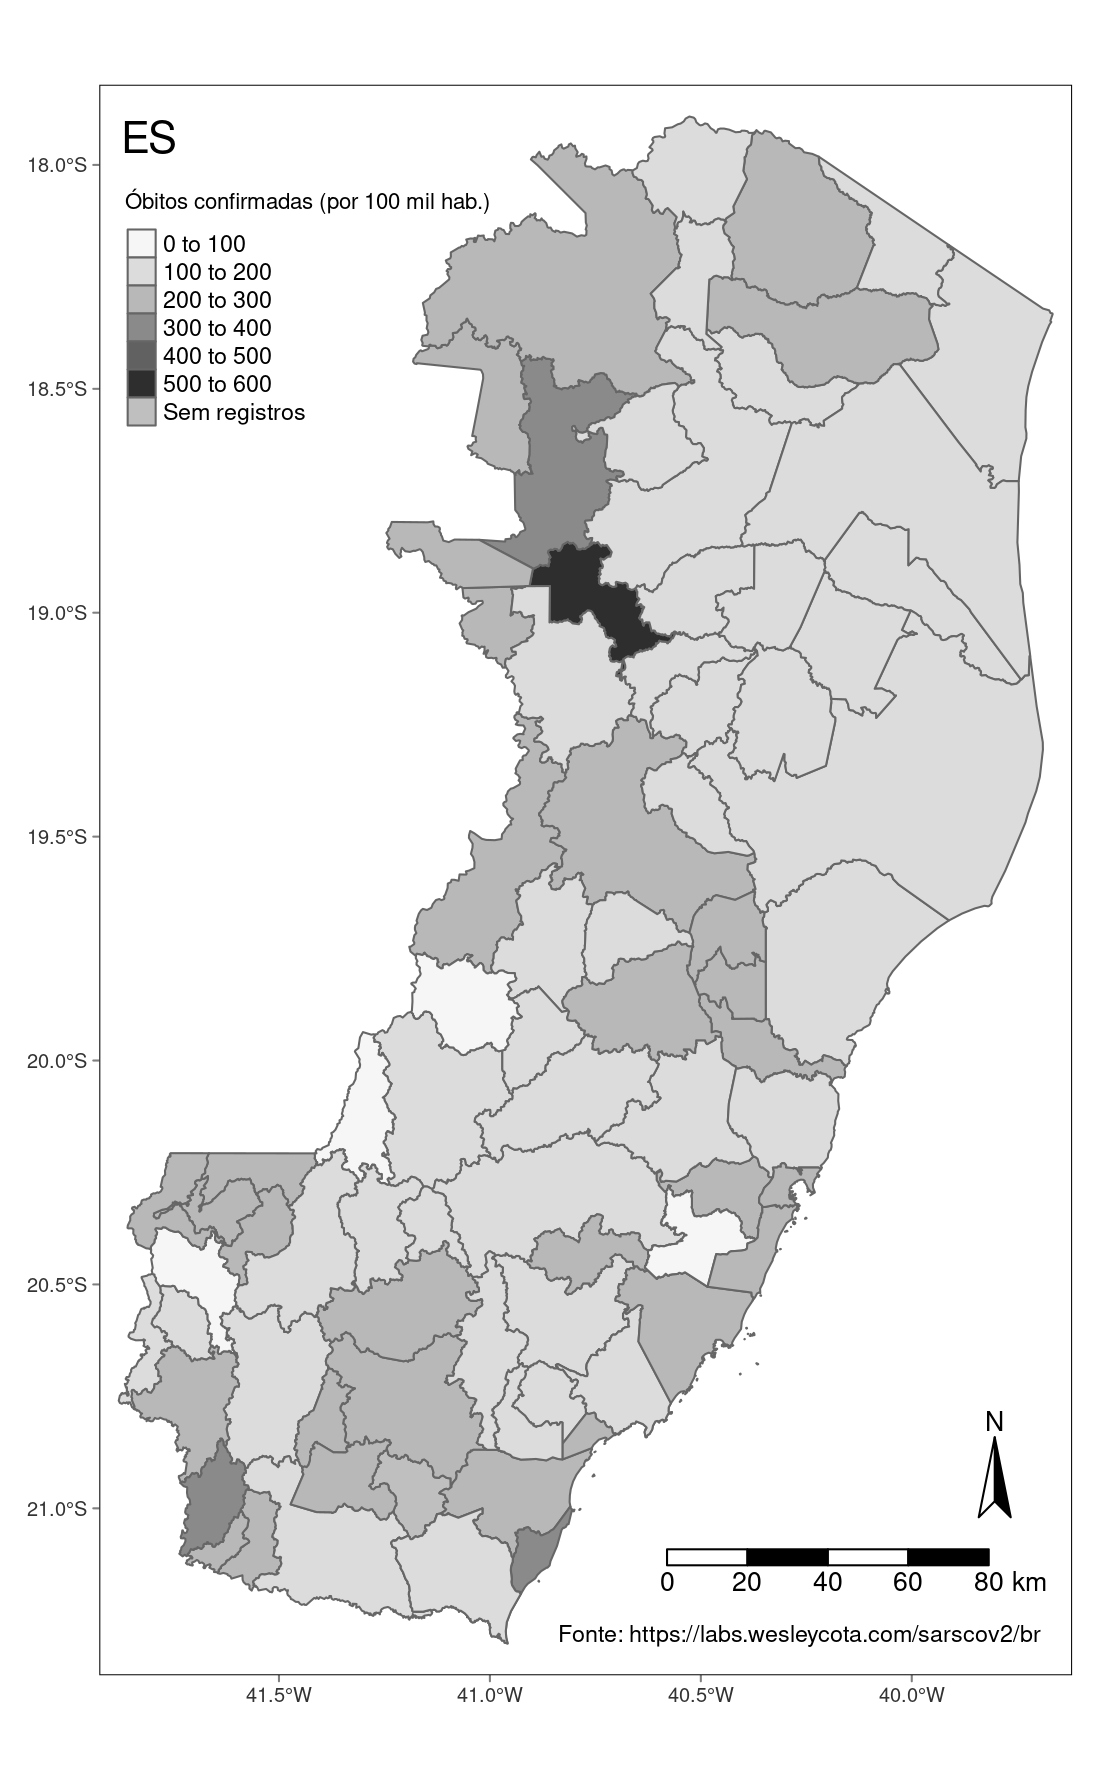 ES
Óbitos confirmadas (por 100 mil hab.)
0 to 100
100 to 200
200 to 300
300 to 400
400 to 500
500 to 600
Sem registros
18.0°S
18.5°S
19.0°S
19.5°S
20.0°S
20.5°S
21.0°S
N
0 20 40 60 80 km
Fonte: https://labs.wesleycota.com/sarscov2/br
41.5°W 41.0°W 40.5°W 40.0°W